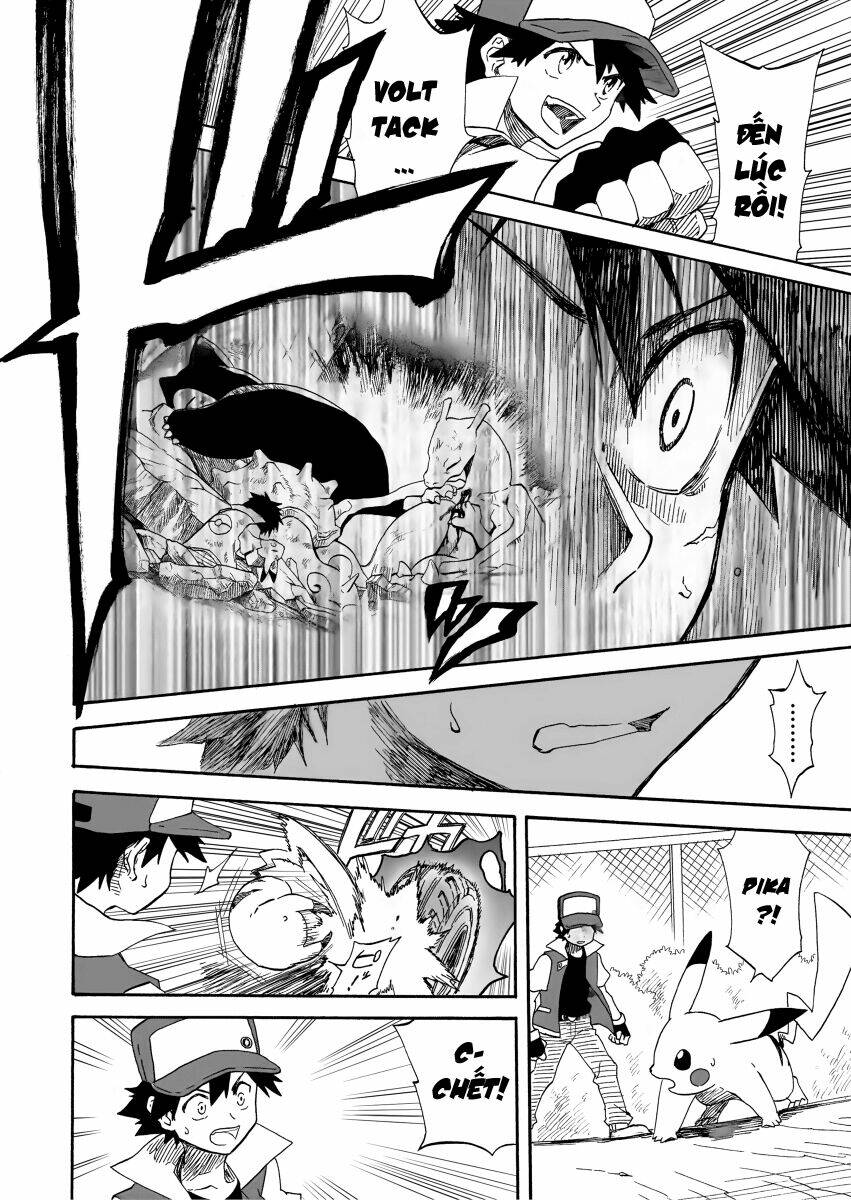 ĐẾN
LÚC
RỒI!
VOLT
TACK
...
.......
PIKA
?!
C-
CHẾT!